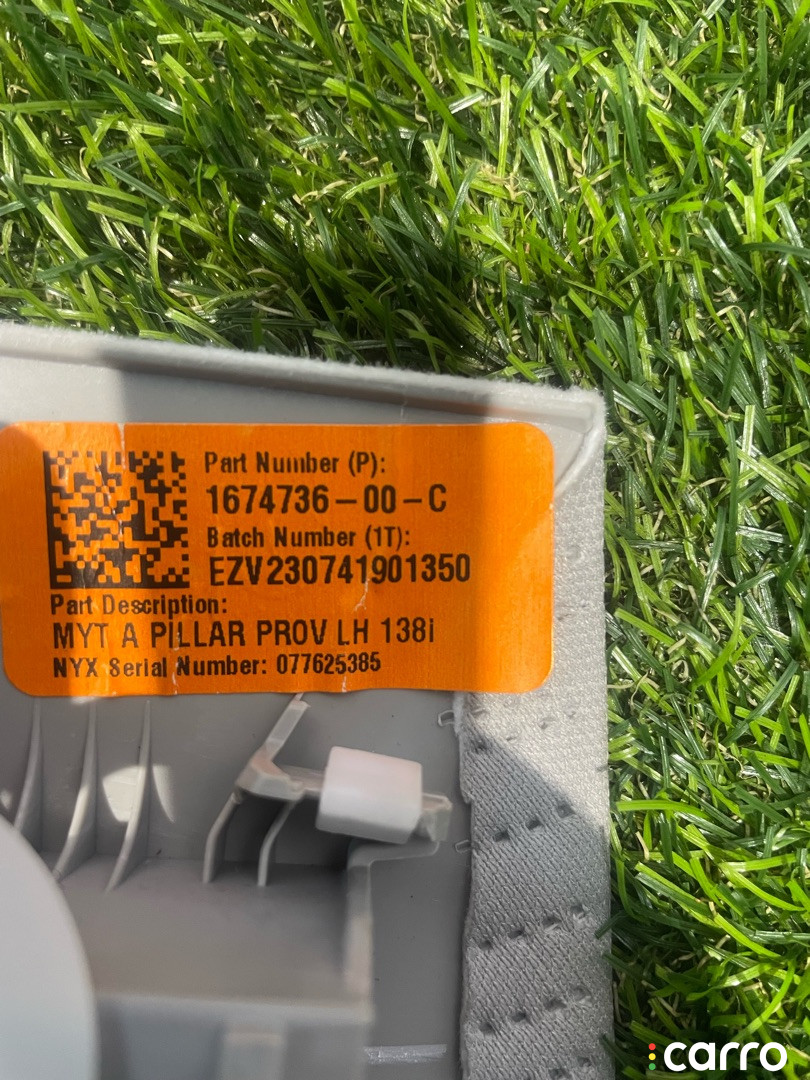 Part Number (P):
1674736-00-C
Batch Number (1T):
EZV230741901350
Part Description:
MYT A PILLAR PROV LH 138i
NYX Serial Number: 077625385
carro